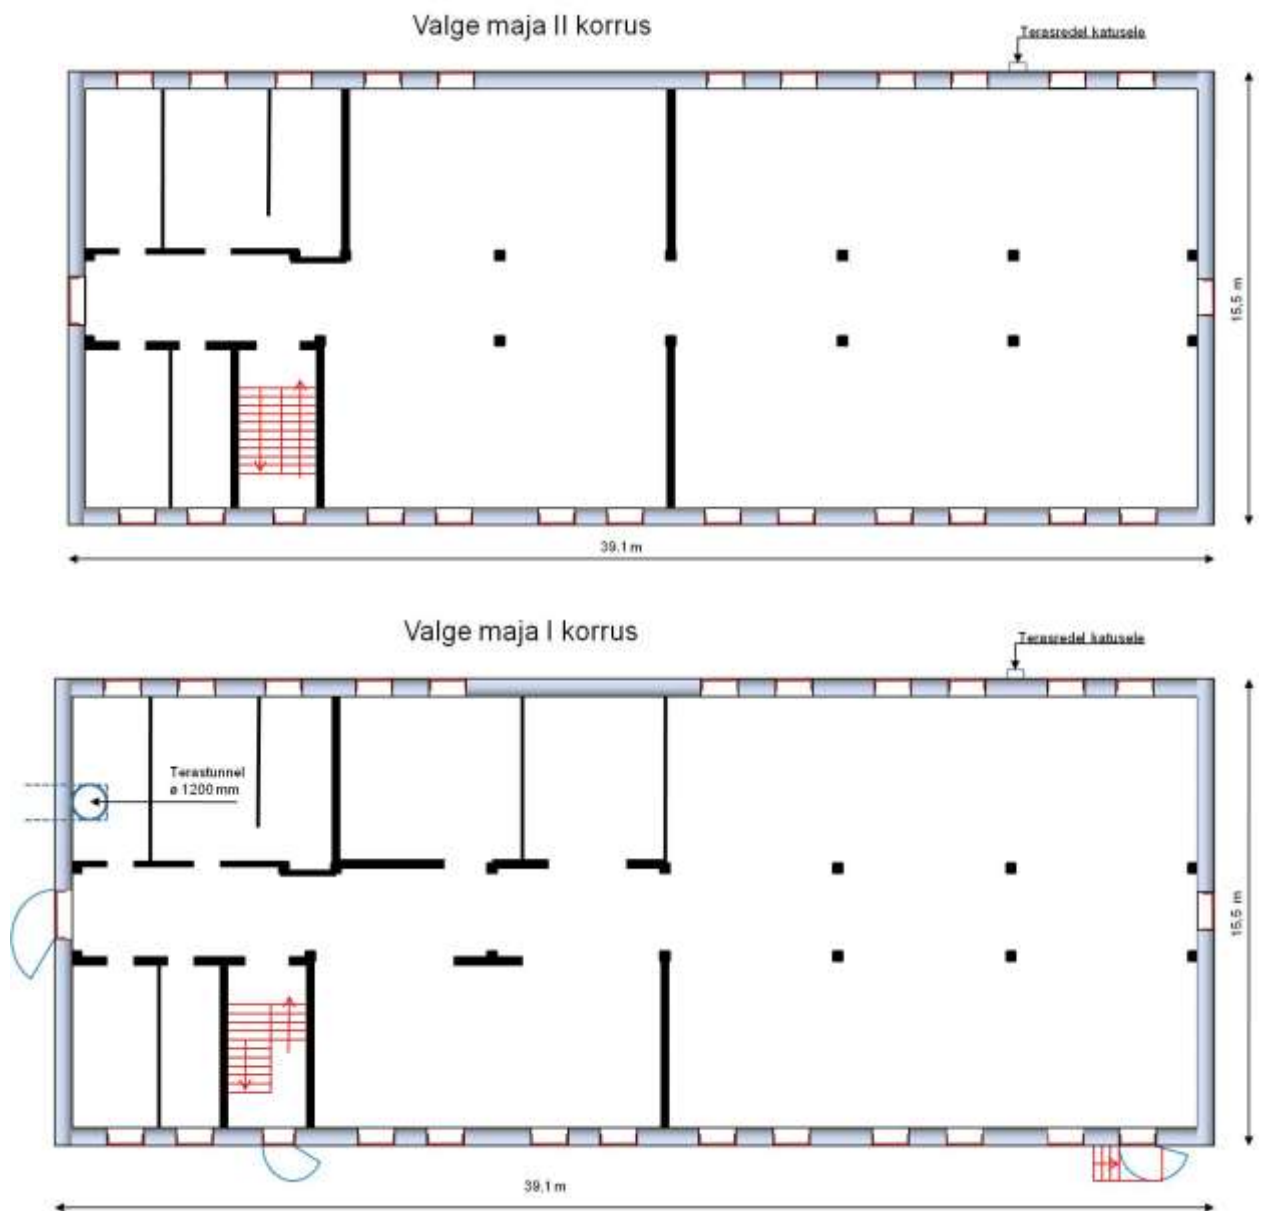 Valge maja II korrus
Terasredel katusele
15,5 m
39,1 m
Valge maja I korrus
Terasredel katusele
Terastunnel
ø 1200 mm
15,5 m
39,1 m